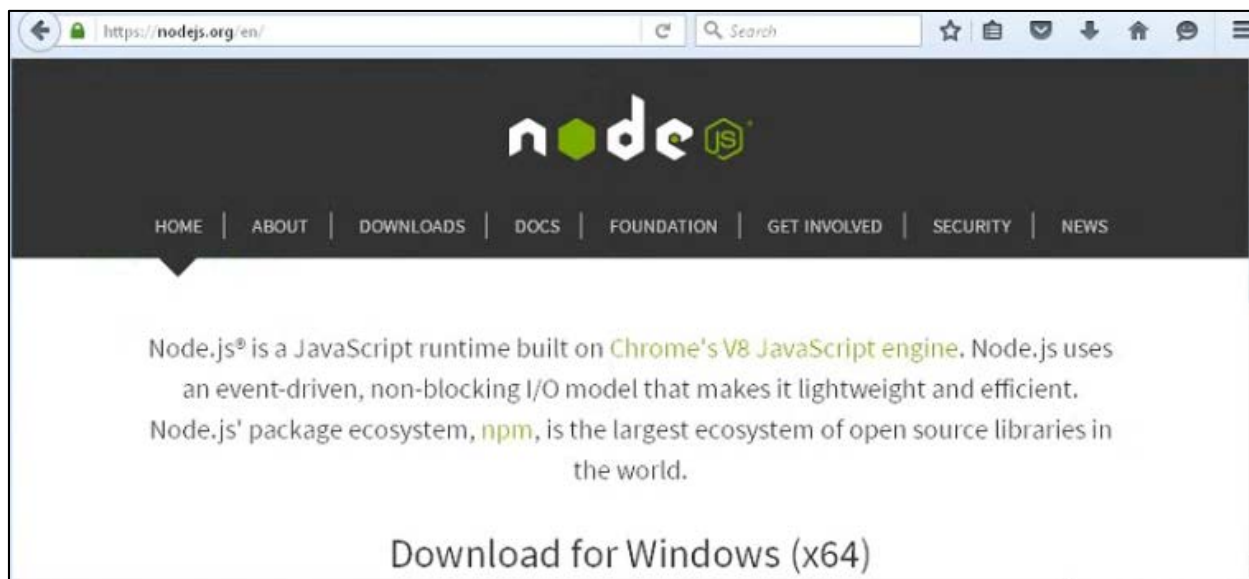 https://nodejs.org/en/
Search
node JS
HOME | ABOUT | DOWNLOADS | DOCS | FOUNDATION | GET INVOLVED | SECURITY | NEWS
Node.js® is a JavaScript runtime built on Chrome's V8 JavaScript engine. Node.js uses
an event-driven, non-blocking I/O model that makes it lightweight and efficient.
Node.js' package ecosystem, npm, is the largest ecosystem of open source libraries in
the world.
Download for Windows (x64)